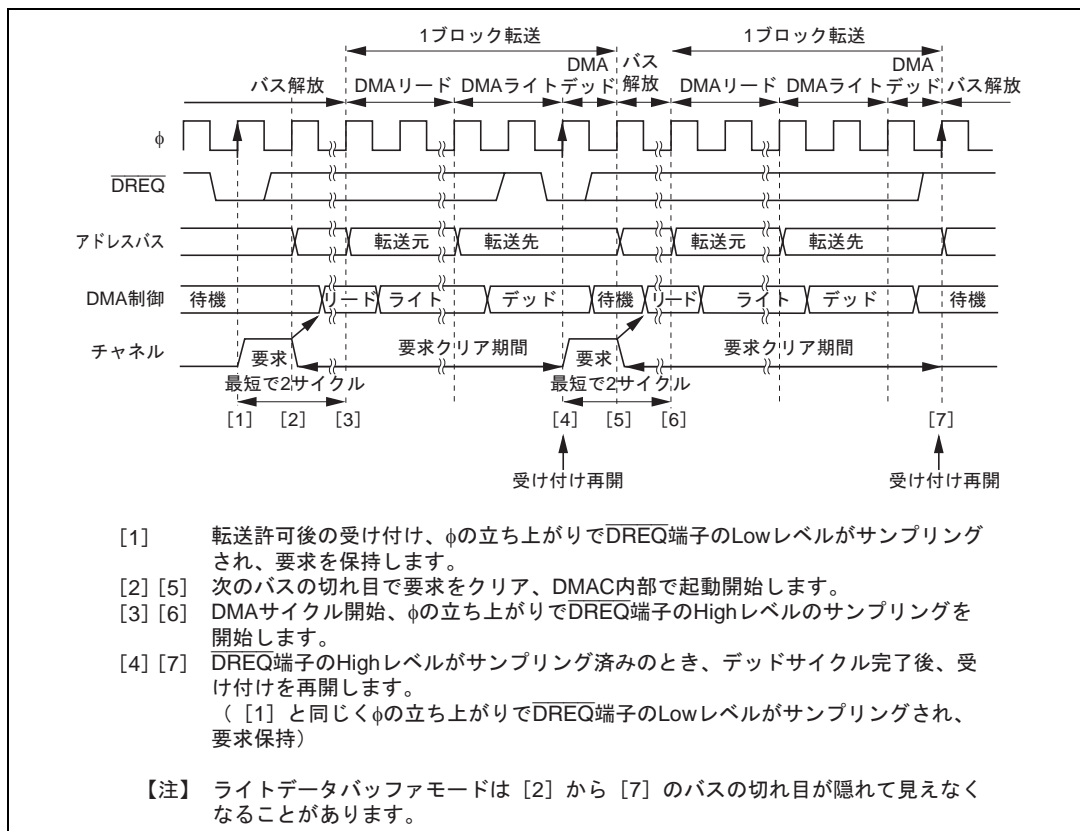 1ブロック転送 1ブロック転送
DMA バス DMA
バス解放 DMAリード DMAライト デッド 解放 DMAリード DMAライト デッド バス解放
φ
DREQ
アドレスバス 転送元 転送先 転送元 転送先
DMA制御 待機 リード ライト デッド 待機 リード ライト デッド 待機
チャネル 要求 要求クリア期間 要求 要求クリア期間
最短で2サイクル 最短で2サイクル
[1] [2] [3] [4] [5] [6] [7]
受け付け再開 受け付け再開
[1] 転送許可後の受け付け、φの立ち上がりでDREQ端子のLowレベルがサンプリング
され、要求を保持します。
[2] [5] 次のバスの切れ目で要求をクリア、DMAC内部で起動開始します。
[3] [6] DMAサイクル開始、φの立ち上がりでDREQ端子のHighレベルのサンプリングを
開始します。
[4] [7] DREQ端子のHighレベルがサンプリング済みのとき、デッドサイクル完了後、受
け付けを再開します。
([1]と同じくφの立ち上がりでDREQ端子のLowレベルがサンプリングされ、
要求保持)
【注】 ライトデータバッファモードは[2]から[7]のバスの切れ目が隠れて見えなく
なることがあります。